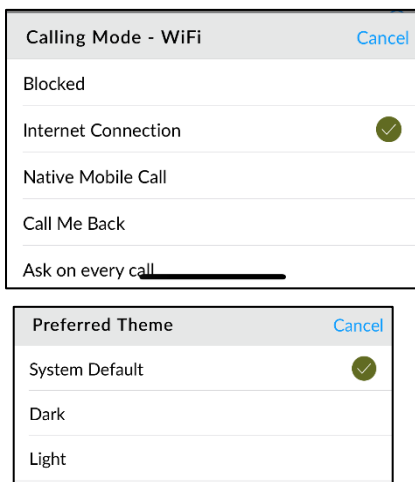 Calling Mode - WiFi Cancel
Blocked
Internet Connection
Native Mobile Call
Call Me Back
Ask on every call
Preferred Theme Cancel
System Default
Dark
Light